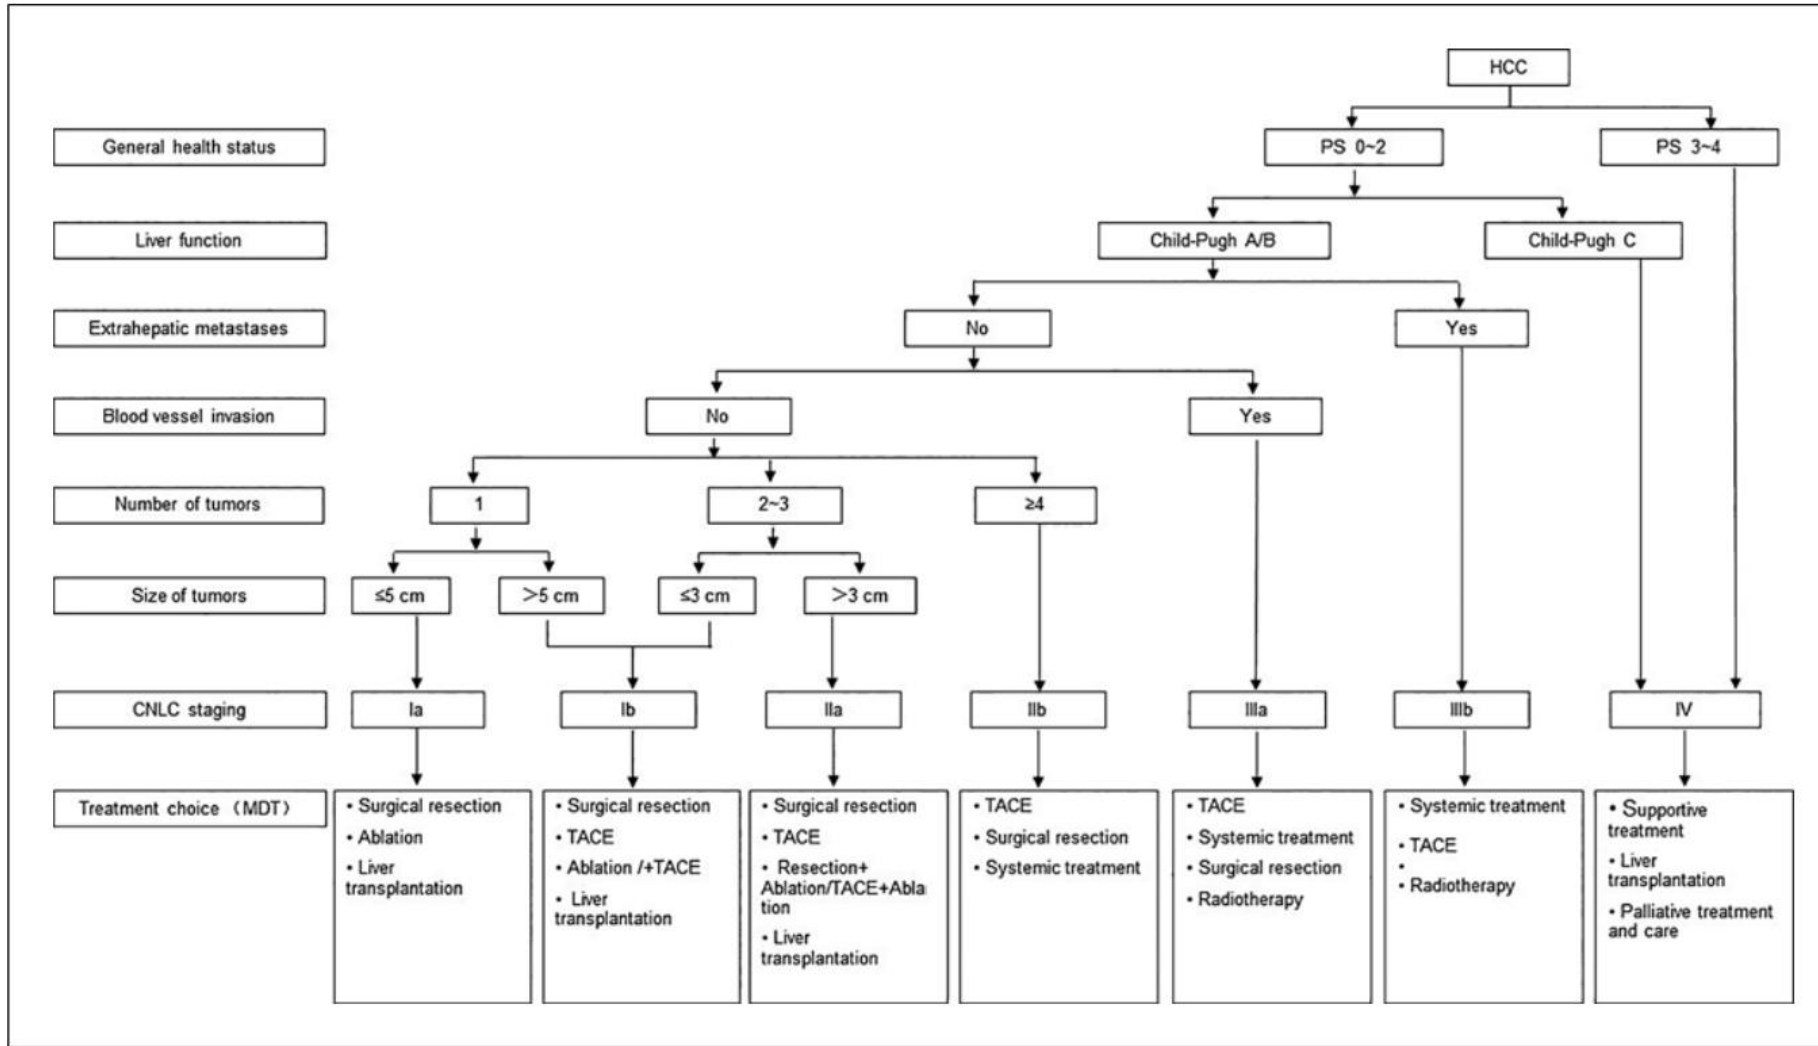 HCC
General health status
PS 0~2
PS 3~4
Liver function
Child-Pugh A/B
Child-Pugh C
Extrahepatic metastases
No
Yes
Blood vessel invasion
No
Yes
Number of tumors
1
2~3
≥4
Size of tumors
≤5 cm
>5 cm
≤3 cm
>3 cm
CNLC staging
Ia
Ib
IIa
IIb
IIIa
IIIb
IV
Treatment choice (MDT)
• Surgical resection
• Ablation
• Liver
transplantation
• Surgical resection
• TACE
• Ablation /+TACE
• Liver
transplantation
• Surgical resection
• TACE
• Resection+
Ablation/TACE+Abla
tion
• Liver
transplantation
• TACE
• Surgical resection
• Systemic treatment
• TACE
• Systemic treatment
• Surgical resection
• Radiotherapy
• Systemic treatment
• TACE
•
• Radiotherapy
• Supportive
treatment
• Liver
transplantation
• Palliative treatment
and care